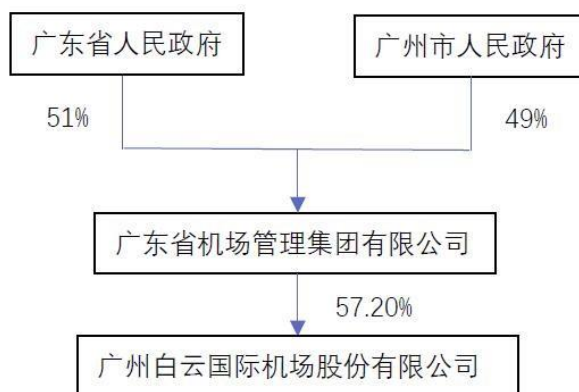 广东省人民政府
广州市人民政府
51%
49%
广东省机场管理集团有限公司
57.20%
广州白云国际机场股份有限公司